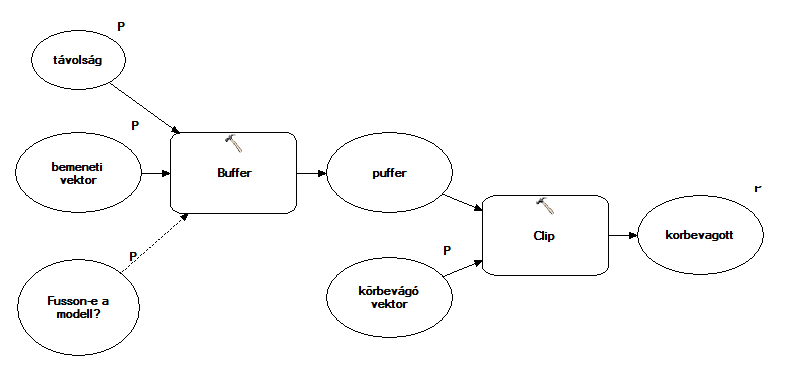 P
távolság
P
bemeneti
vektor
Buffer
puffer
P
Fusson-e a
modell?
P
körbevágó
vektor
Clip
P
korbevagott